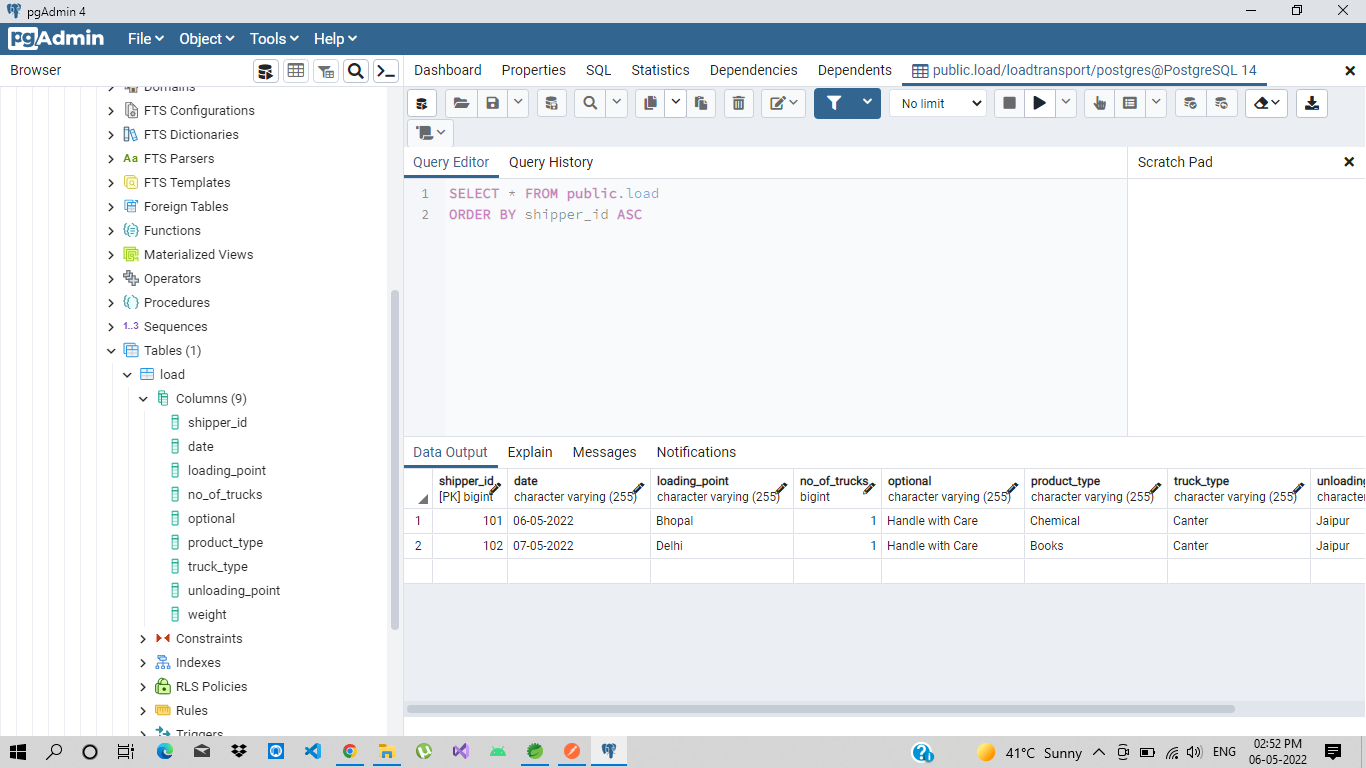 pgAdmin 4
pgAdmin File Object Tools Help
Browser
Dashboard Properties SQL Statistics Dependencies Dependents public.load/loadtransport/postgres@PostgreSQL 14
Domains
FTS Configurations
FTS Dictionaries
Aa FTS Parsers
FTS Templates
Foreign Tables
Functions
Materialized Views
Operators
Procedures
1..3 Sequences
Tables (1)
load
Columns (9)
shipper_id
date
loading_point
no_of_trucks
optional
product_type
truck_type
unloading_point
weight
Constraints
Indexes
RLS Policies
Rules
Triggers
No limit
Query Editor Query History
Scratch Pad
1 SELECT * FROM public.load
2 ORDER BY shipper_id ASC
Data Output Explain Messages Notifications
shipper_id date loading_point no_of_trucks optional product_type truck_type unloading
[PK] bigint character varying (255) character varying (255) bigint character varying (255) character varying (255) character varying (255) characte
1 101 06-05-2022 Bhopal 1 Handle with Care Chemical Canter Jaipur
2 102 07-05-2022 Delhi 1 Handle with Care Books Canter Jaipur
41°C Sunny ENG
02:52 PM
06-05-2022